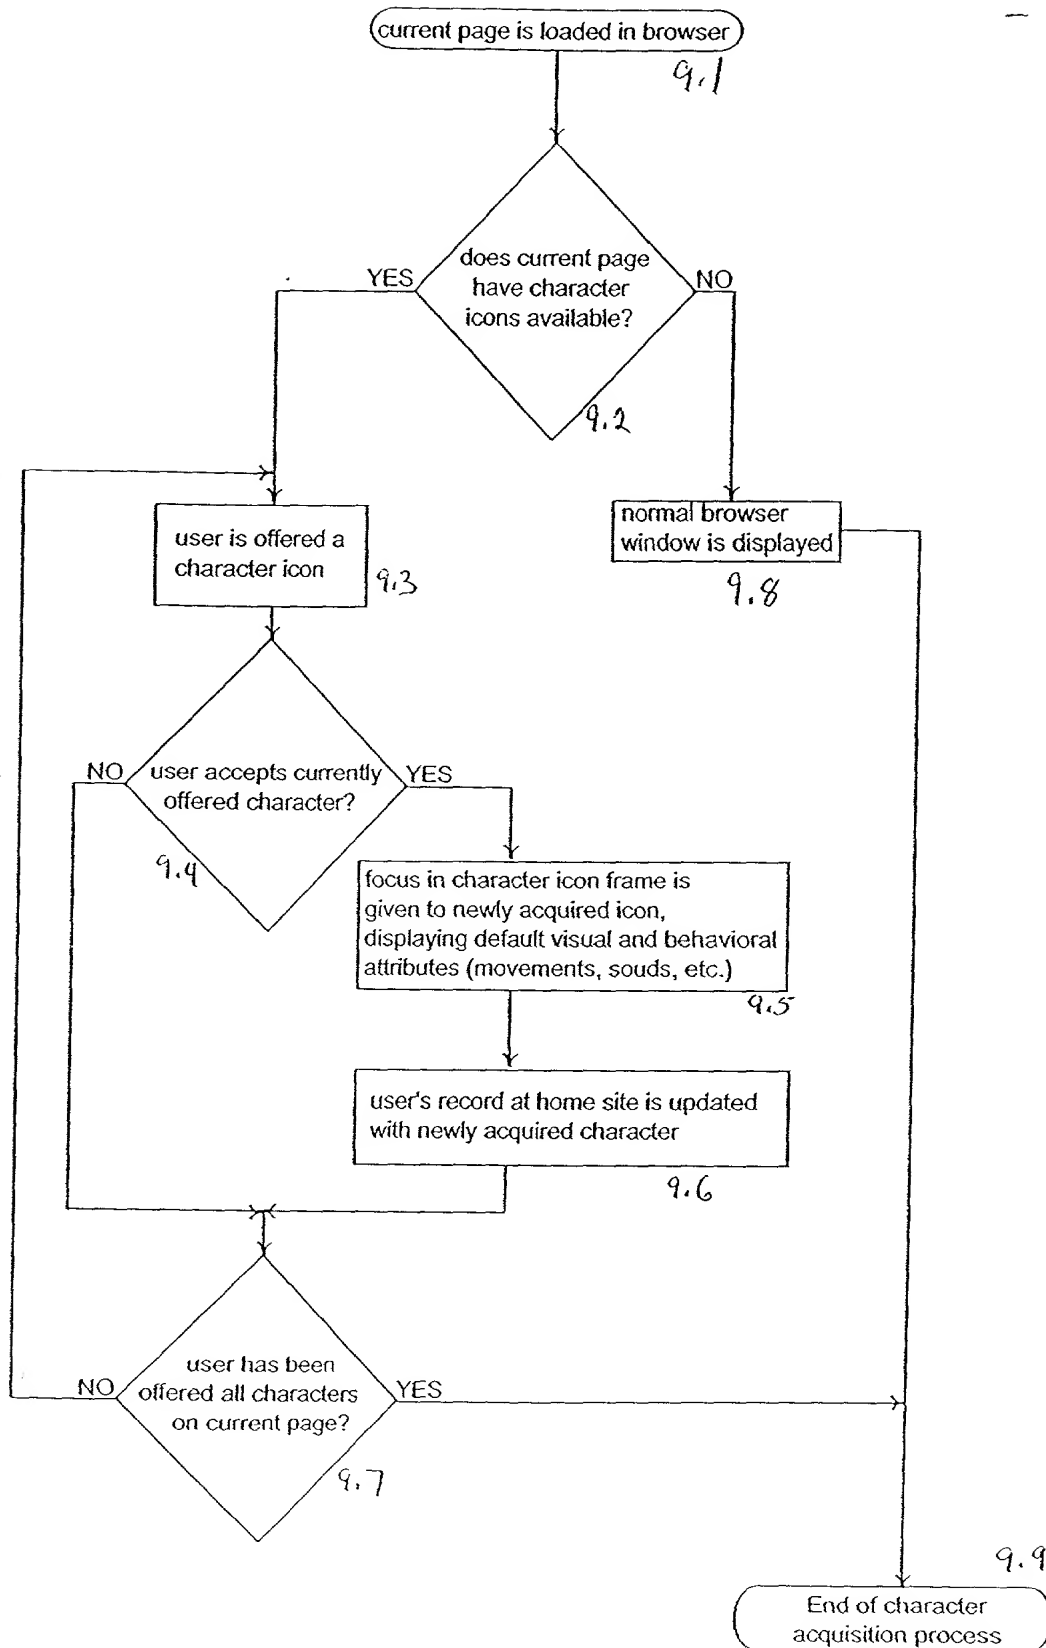 current page is loaded in browser
9.1
does current page
have character
icons available?
YES
NO
9.2
user is offered a
character icon
9.3
normal browser
window is displayed
9.8
user accepts currently
offered character?
NO
YES
9.4
focus in character icon frame is
given to newly acquired icon,
displaying default visual and behavioral
attributes (movements, souds, etc.)
9.5
user's record at home site is updated
with newly acquired character
9.6
user has been
offered all characters
on current page?
NO
YES
9.7
9.9
End of character
acquisition process